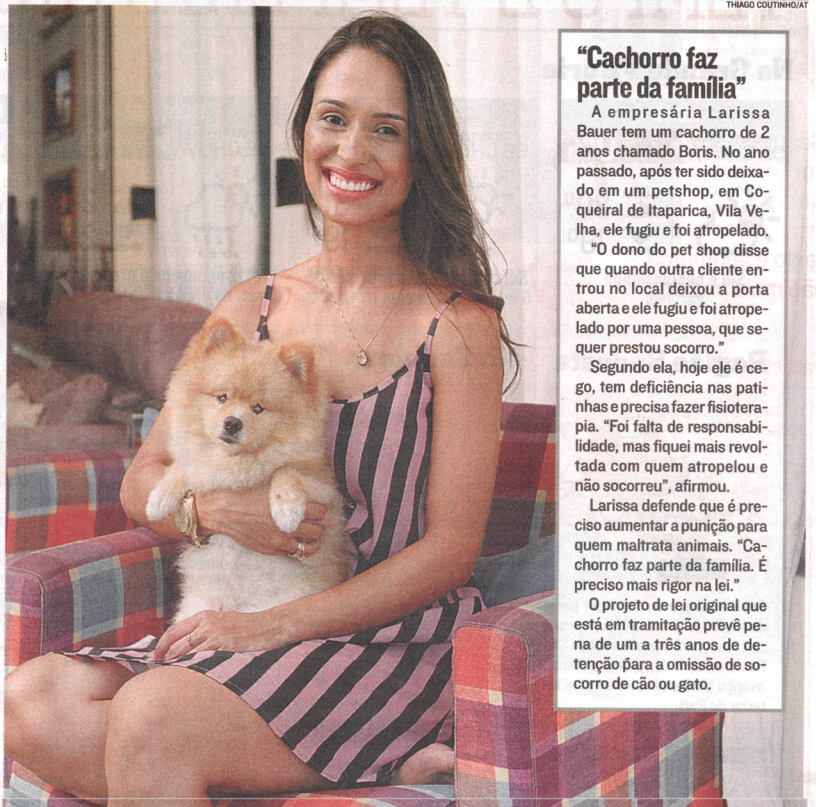 THIAGO COUTINHO/AT
“Cachorro faz
parte da família”
A empresária Larissa
Bauer tem um cachorro de 2
anos chamado Boris. No ano
passado, após ter sido deixa-
do em um petshop, em Co-
queiral de Itaparica, Vila Ve-
lha, ele fugiu e foi atropelado.
“O dono do pet shop disse
que quando outra cliente en-
trou no local deixou a porta
aberta e ele fugiu e foi atrope-
lado por uma pessoa, que se-
quer prestou socorro.”
Segundo ela, hoje ele é ce-
go, tem deficiência nas pati-
nhas e precisa fazer fisiotera-
pia. “Foi falta de responsabi-
lidade, mas fiquei mais revol-
tada com quem atropelou e
não socorreu”, afirmou.
Larissa defende que é pre-
ciso aumentar a punição para
quem maltrata animais. “Ca-
chorro faz parte da família. É
preciso mais rigor na lei.”
O projeto de lei original que
está em tramitação prevê pe-
na de um a três anos de de-
tenção para a omissão de so-
corro de cão ou gato.